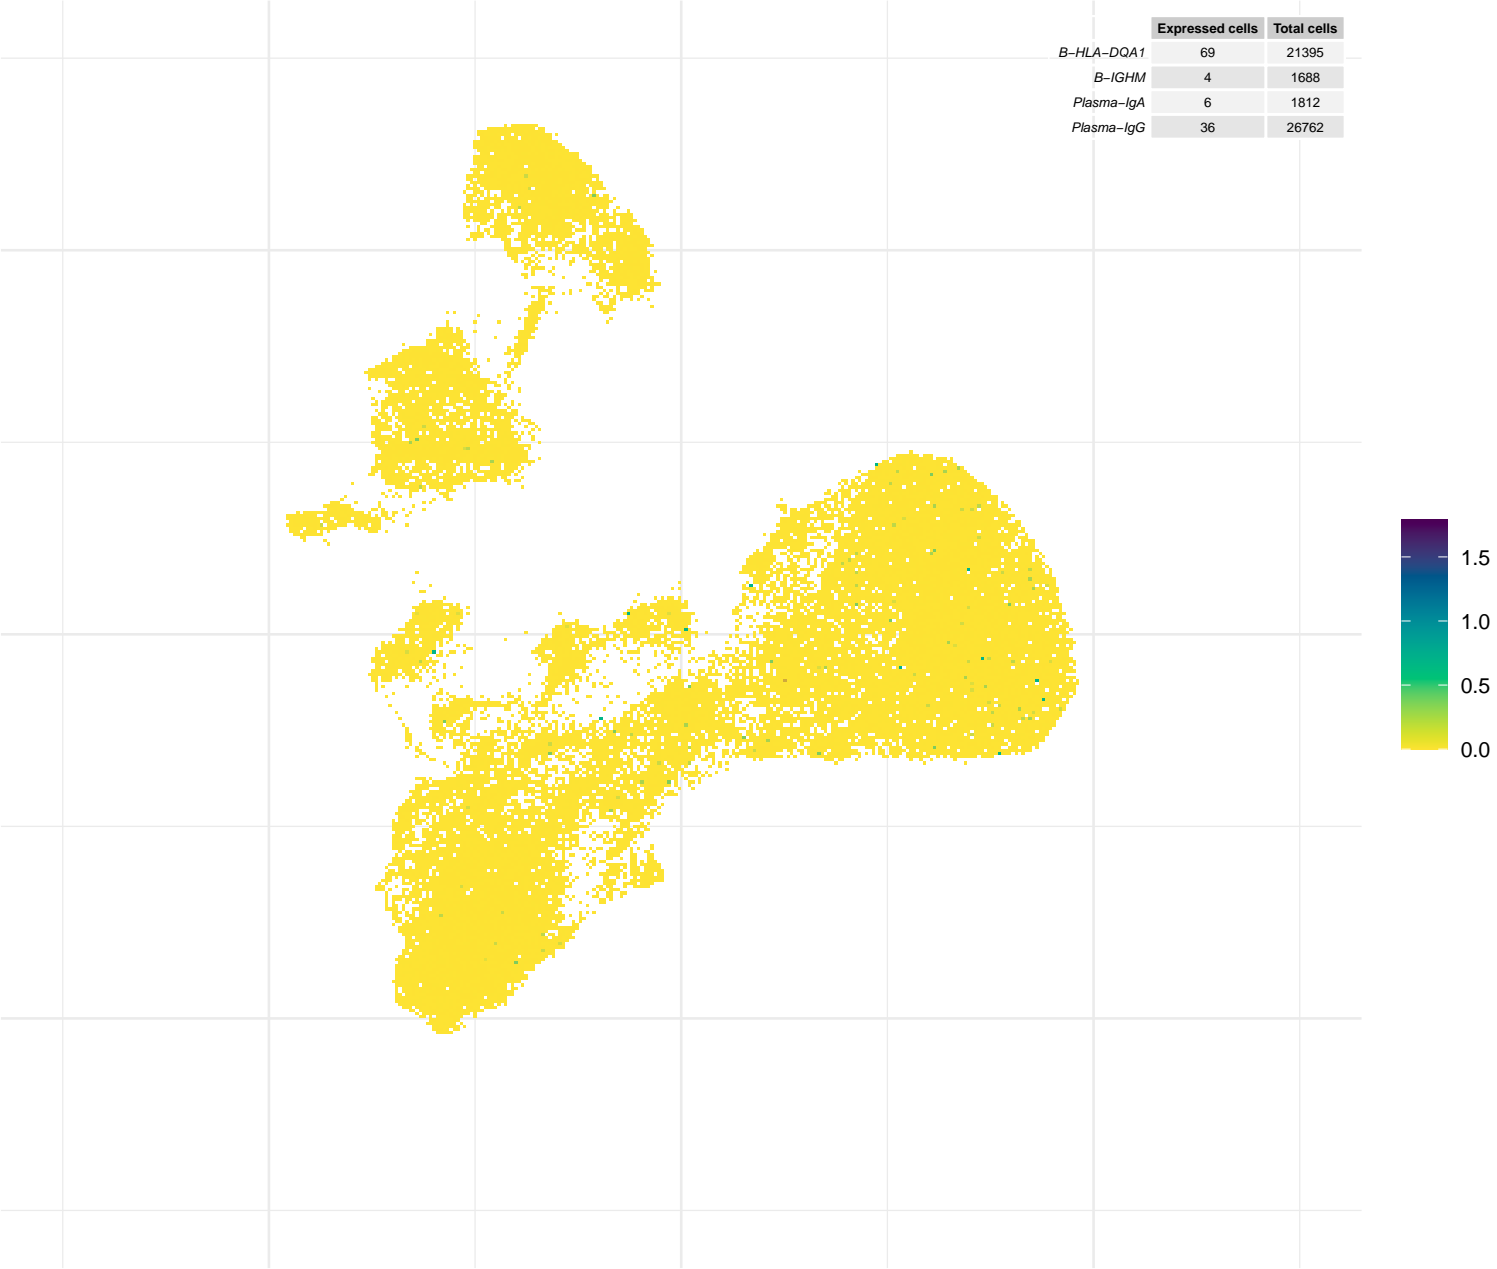 Expressed cells Total cells
B−HLA−DQA1 69 21395
B−IGHM 4 1688
Plasma−IgA 6 1812
Plasma−IgG 36 26762
1.5
1.0
0.5
0.0